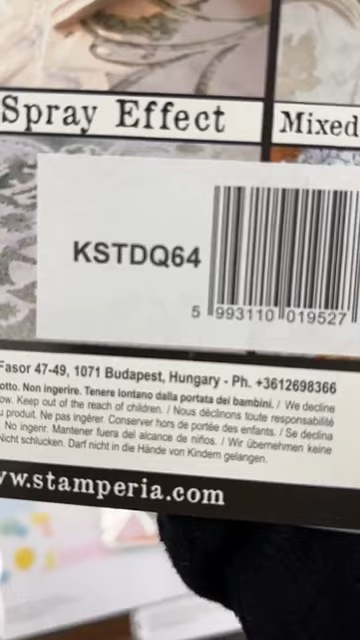 Spray Effect
Mixed
KSTDQ64
5 993110 019527
Fasor 47-49, 1071 Budapest, Hungary - Ph. +3612698366
otto. Non ingerire. Tenere lontano dalla portata dei bambini. / We decline
ow. Keep out of the reach of children. / Nous déclinons toute responsabilité
u produit. Ne pas ingérer. Conserver hors de portée des enfants. / Se declina
. No ingerir. Mantener fuera del alcance de niños. / Wir übernehmen keine
Nicht schlucken. Darf nicht in die Hände von Kindern gelangen.
ww.stamperia.com